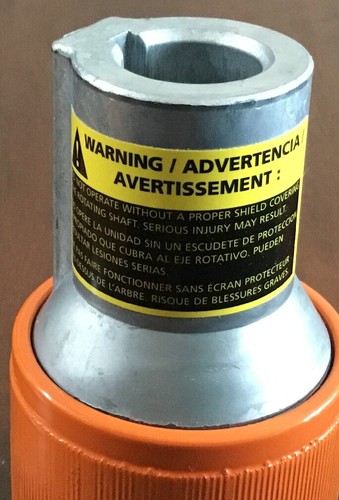 WARNING / ADVERTENCIA /
AVERTISSEMENT :
NOT OPERATE WITHOUT A PROPER SHIELD COVERING
ROTATING SHAFT. SERIOUS INJURY MAY RESULT.
OPERE LA UNIDAD SIN UN ESCUDETE DE PROTECCION
QUE CUBRA AL EJE ROTATIVO. PUEDEN
LESIONES SERIAS.
FAIRE FONCTIONNER SANS ÉCRAN PROTECTEUR
DE L'ARBRE. RISQUE DE BLESSURES GRAVES